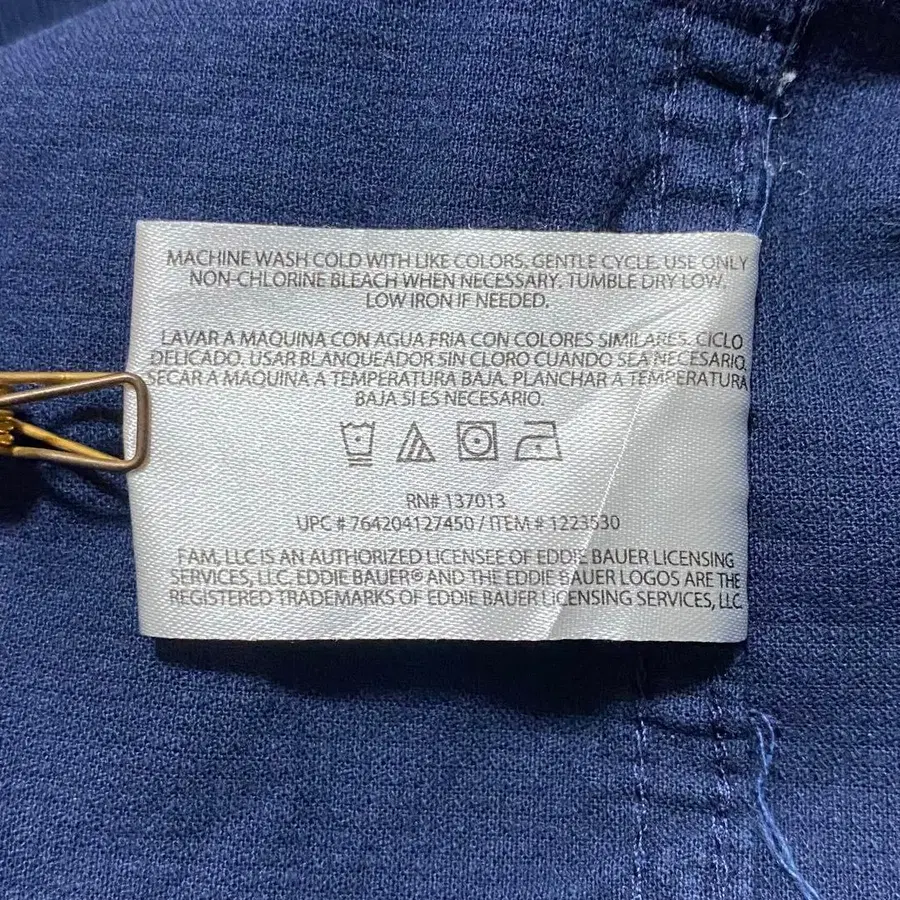 MACHINE WASH COLD WITH LIKE COLORS. GENTLE CYCLE. USE ONLY
NON-CHLORINE BLEACH WHEN NECESSARY. TUMBLE DRY LOW.
LOW IRON IF NEEDED.
LAVAR A MAQUINA CON AGUA FRIA CON COLORES SIMILARES. CICLO
DELICADO. USAR BLANQUEADOR SIN CLORO CUANDO SEA NECESARIO.
SECAR A MAQUINA A TEMPERATURA BAJA. PLANCHAR A TEMPERATURA
BAJA SI ES NECESARIO.
RN# 137013
UPC # 764204127450 / ITEM # 1223530
FAM, LLC IS AN AUTHORIZED LICENSEE OF EDDIE BAUER LICENSING
SERVICES, LLC. EDDIE BAUER® AND THE EDDIE BAUER LOGOS ARE THE
REGISTERED TRADEMARKS OF EDDIE BAUER LICENSING SERVICES, LLC.